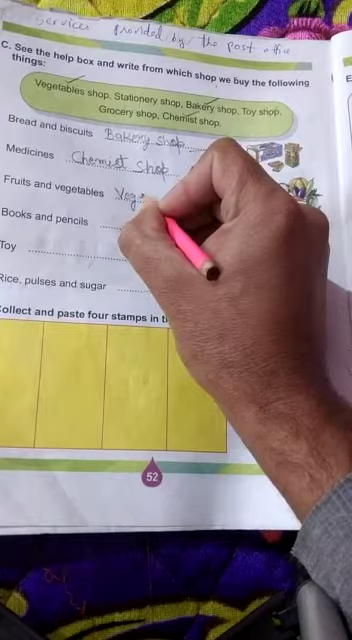 Services provided by the post office
C. See the help box and write from which shop we buy the following
things:
Vegetables shop, Stationery shop, Bakery shop, Toy shop,
Grocery shop, Chemist shop.
Bread and biscuits Bakery shop
Medicines Chemist Shop
Fruits and vegetables Veg
Books and pencils
Toy
Rice, pulses and sugar
Collect and paste four stamps in t
52